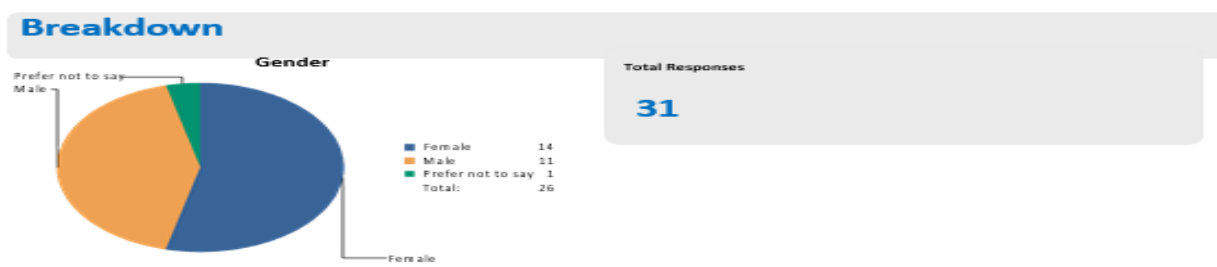 Breakdown
Gender
Prefer not to say
Male
Female 14
Male 11
Prefer not to say 1
Total: 26
Female
Total Responses
31